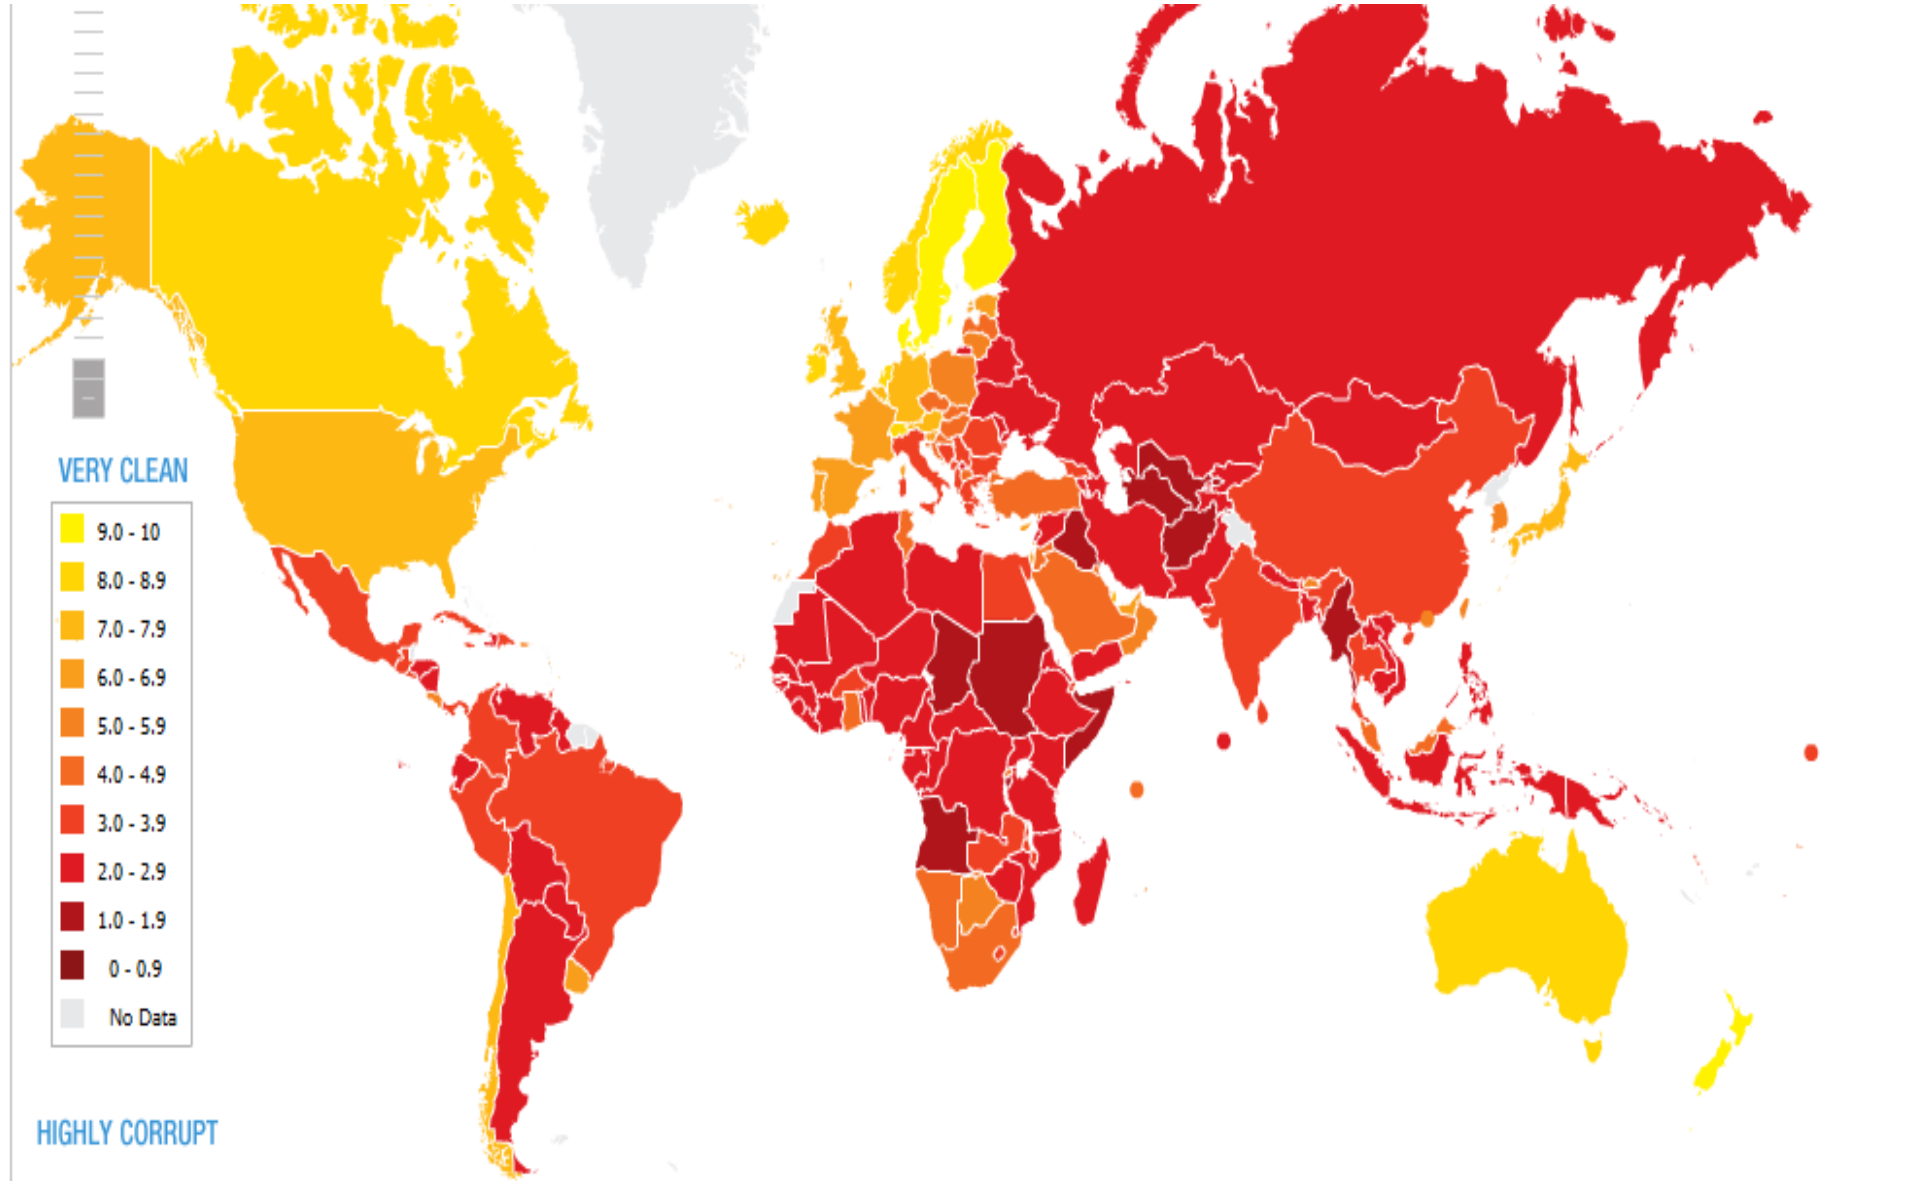 VERY CLEAN
9.0 - 10
8.0 - 8.9
7.0 - 7.9
6.0 - 6.9
5.0 - 5.9
4.0 - 4.9
3.0 - 3.9
2.0 - 2.9
1.0 - 1.9
0 - 0.9
No Data
HIGHLY CORRUPT